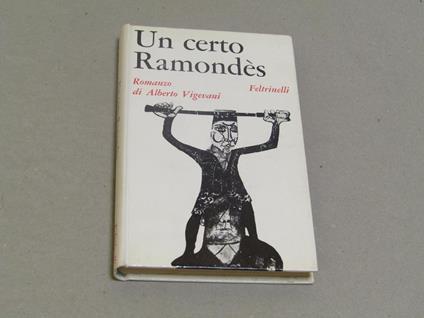 Un certo
Ramondès
Romanzo Feltrinelli
di Alberto Vigevani